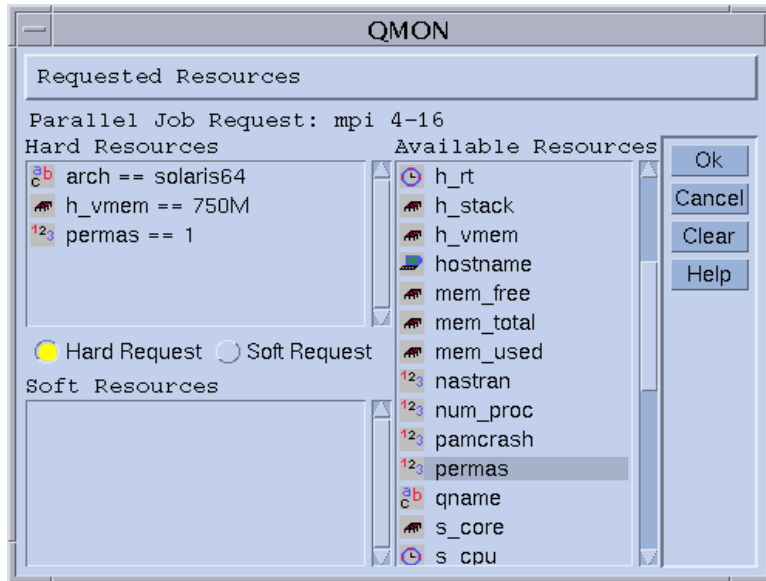 QMON
Requested Resources
Parallel Job Request: mpi 4-16
Hard Resources
arch == solaris64
h_vmem == 750M
permas == 1
Hard Request
Soft Request
Soft Resources
Available Resources
h_rt
h_stack
h_vmem
hostname
mem_free
mem_total
mem_used
nastran
num_proc
pamcrash
permas
qname
s_core
s_cpu
Ok
Cancel
Clear
Help